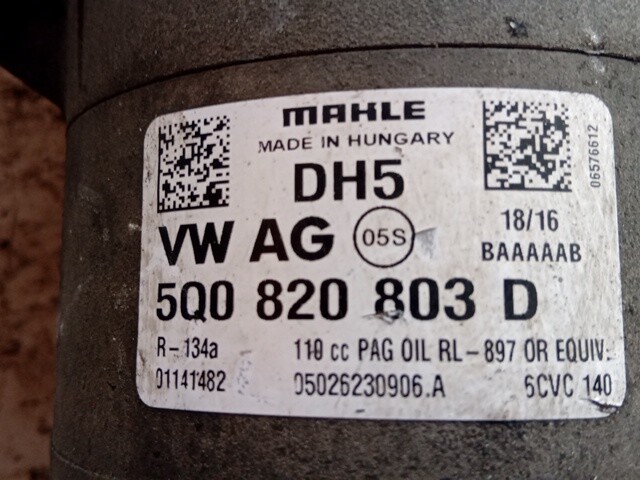 MAHLE
MADE IN HUNGARY
DH5
06576612
VW AG 05S
18/16
BAAAAAB
5Q0 820 803 D
R-134a 110 cc PAG OIL RL-897 OR EQUIV.
01141482 05026230906.A 6CVC 140